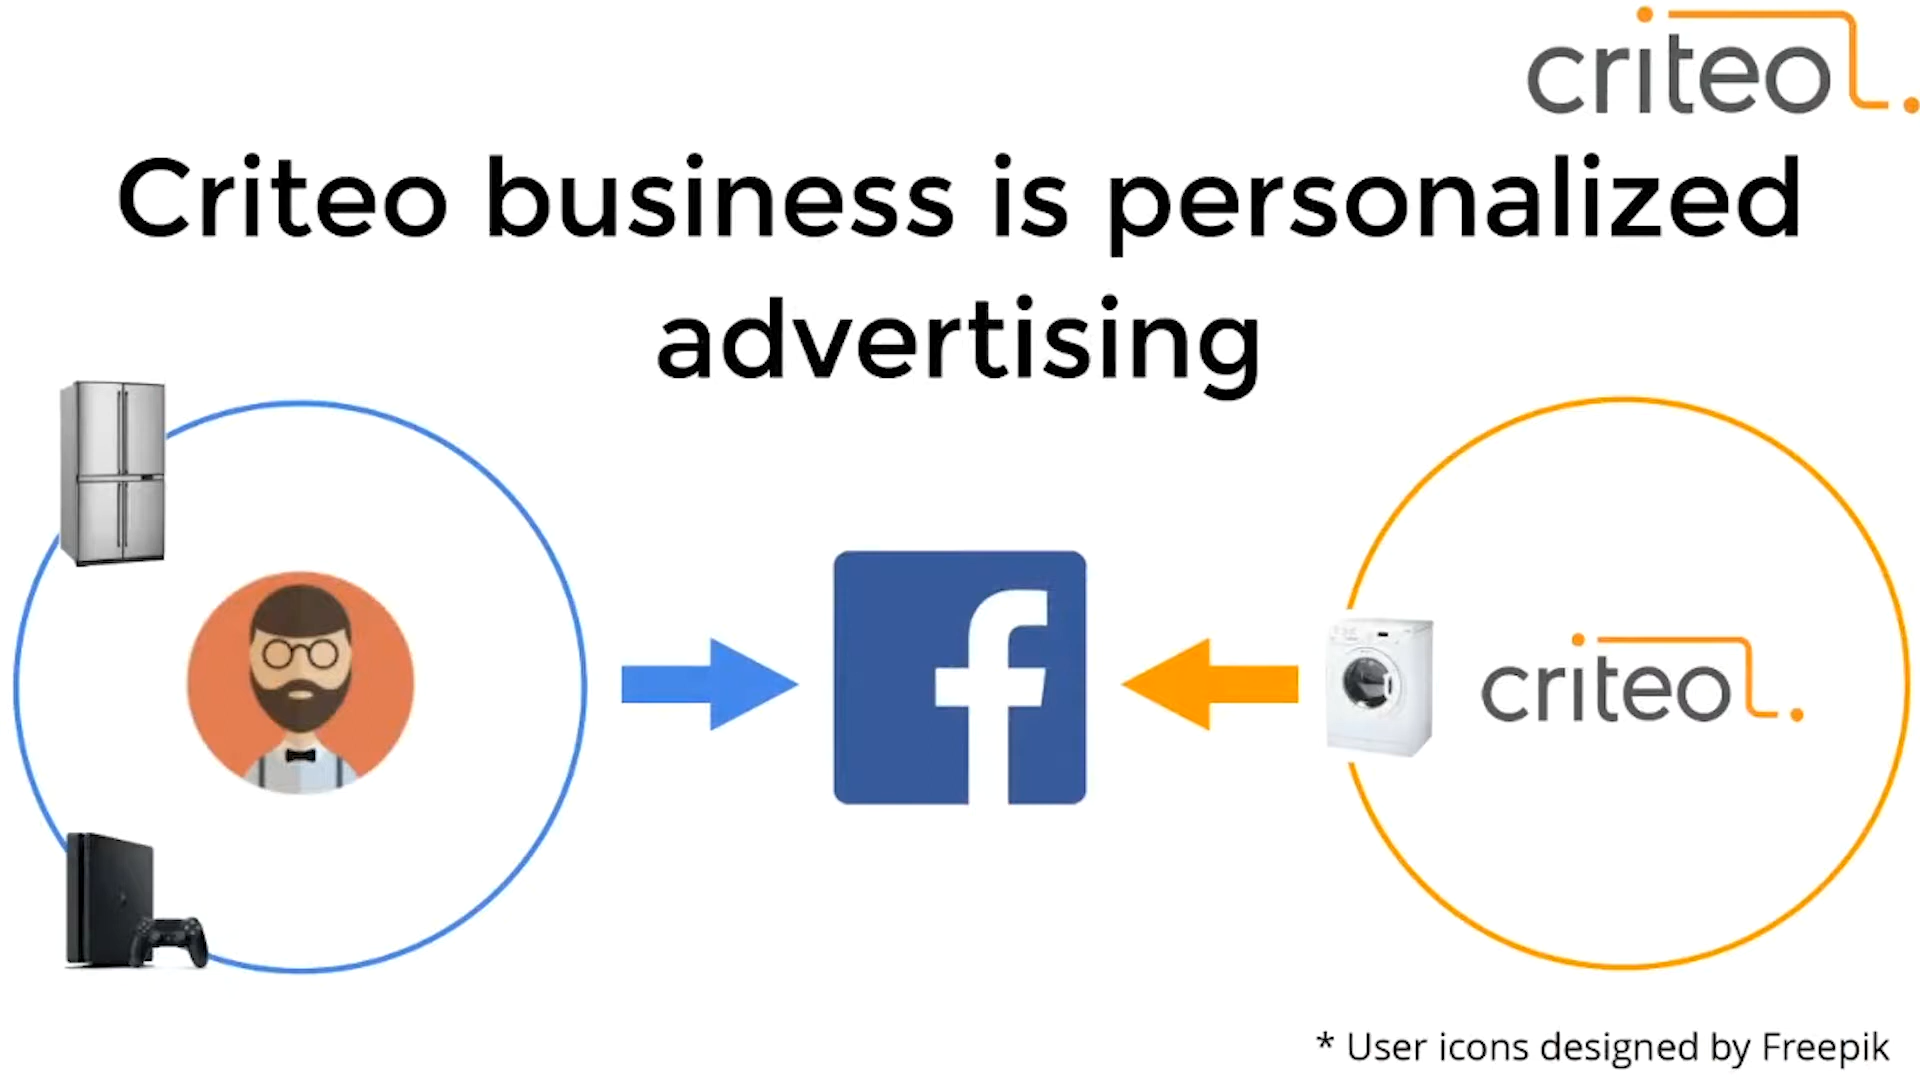 criteo
Criteo business is personalized
advertising
f
criteo
* User icons designed by Freepik